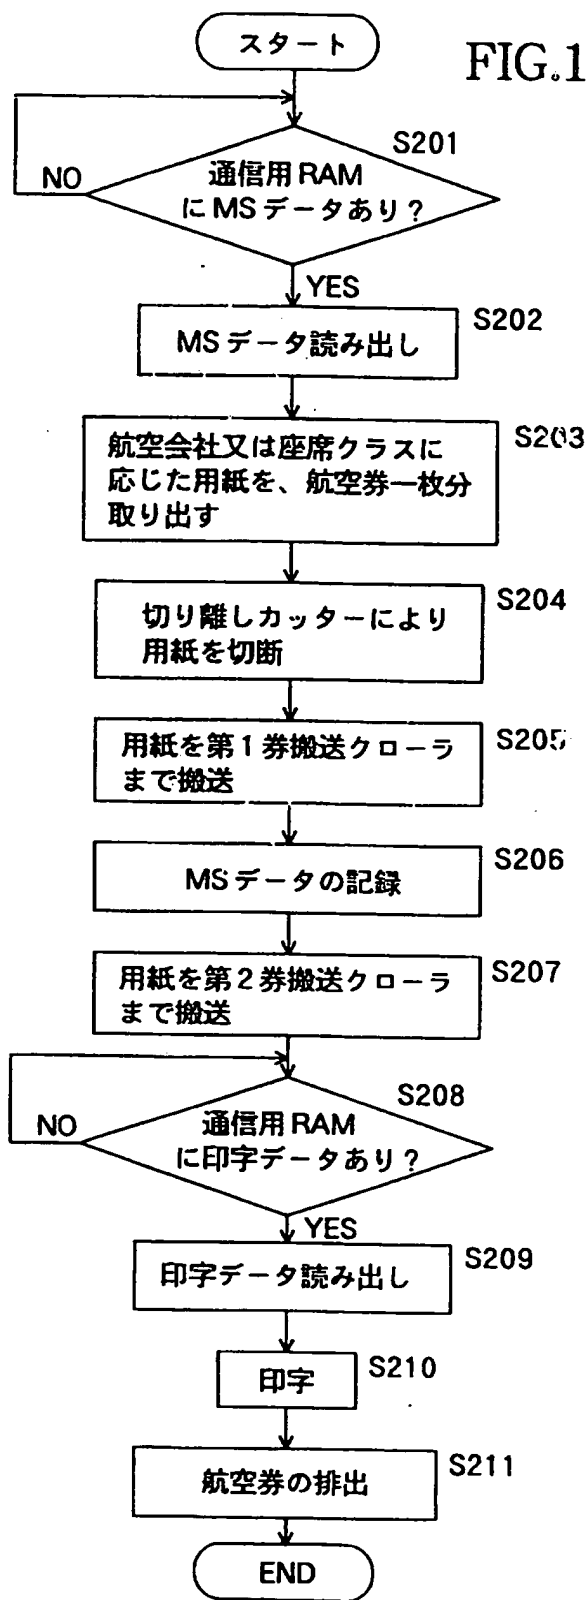 スタート
FIG.1
S201
通信用RAM
にMSデータあり?
NO
YES
S202
MSデータ読み出し
S203
航空会社又は座席クラスに
応じた用紙を、航空券一枚分
取り出す
S204
切り離しカッターにより
用紙を切断
S205
用紙を第1券搬送クローラ
まで搬送
S206
MSデータの記録
S207
用紙を第2券搬送クローラ
まで搬送
S208
通信用RAM
に印字データあり?
NO
YES
S209
印字データ読み出し
S210
印字
S211
航空券の排出
END